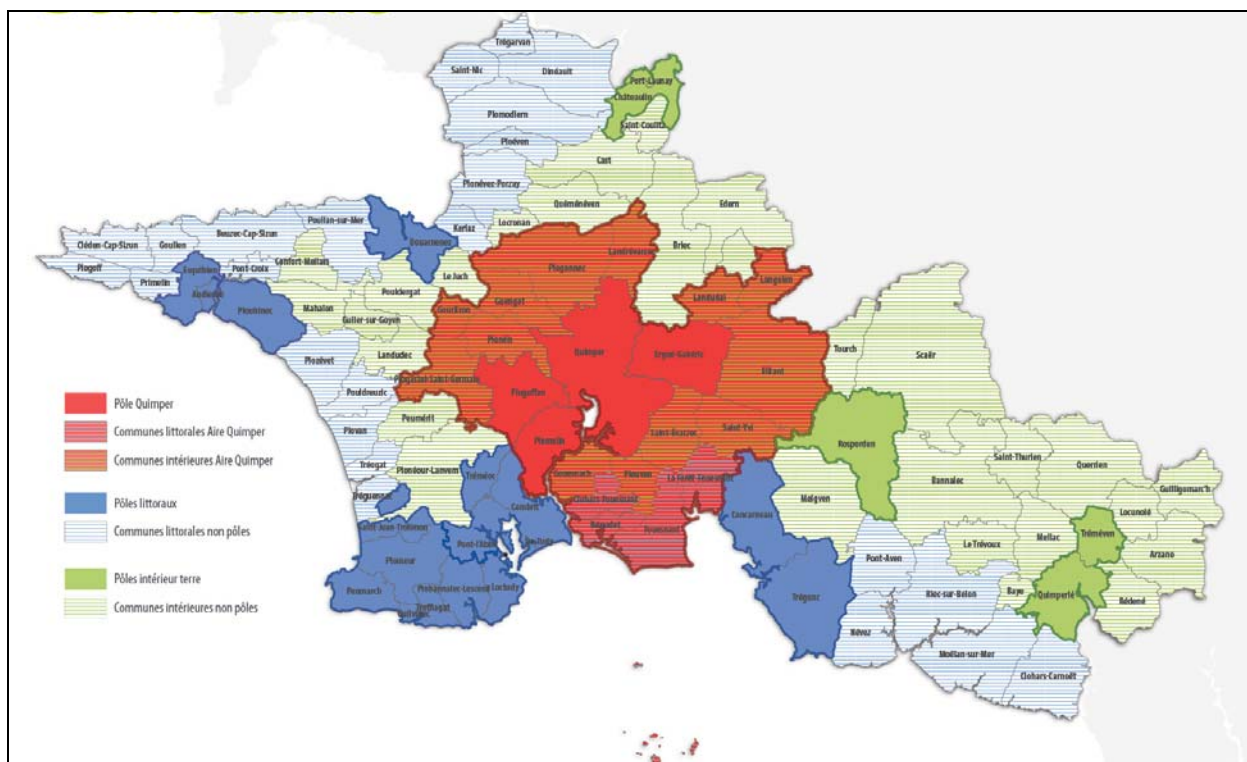 Trégarvan
Saint-Nic
Dinéault
Port-Launay
Châteaulin
Plomodiern
Saint-Coulitz
Ploéven
Cast
Plonévez-Porzay
Quéménéven
Edern
Poullan-sur-Mer
Kerlaz
Locronan
Beuzec-Cap-Sizun
Douarnenez
Briec
Cléden-Cap-Sizun
Goulien
Landrévarzec
Confort-Meilars
Pont-Croix
Plogonnec
Le Juch
Plogoff
Esquibien
Langolen
Primelin
Pouldergat
Audierne
Guengat
Landudal
Mahalon
Plouhinec
Gourlizon
Guiler-sur-Goyen
Plonéis
Landudec
Quimper
Ergué-Gabéric
Tourch
Scaër
Plozévet
Elliant
Plogastel-Saint-Germain
Pouldreuzic
Pluguffan
Pôle Quimper
Peumérit
Rosporden
Communes littorales Aire Quimper
Plovan
Saint-Evarzec
Saint-Yvi
Plomelin
Saint-Thurien
Communes intérieures Aire Quimper
Querrien
Tréogat
Plonéour-Lanvern
Tréméoc
Gouesnach
Pleuven
La Forêt-Fouesnant
Bannalec
Guilligomarc'h
Tréguennec
Pôles littoraux
Clohars-Fouesnant
Melgven
Combrit
Locunolé
Concarneau
Saint-Jean-Trolimon
Bénodet
Fouesnant
Communes littorales non pôles
Tréméven
Mellac
Pont-l'Abbé
Le Trévoux
Arzano
Plomeur
Pont-Aven
Pôles intérieur terre
Penmarch
Loctudy
Baye
Riec-sur-Belon
Quimperlé
Rédené
Trégunc
Treffiagat
Communes intérieures non pôles
Névez
Moëlan-sur-Mer
Clohars-Carnoët